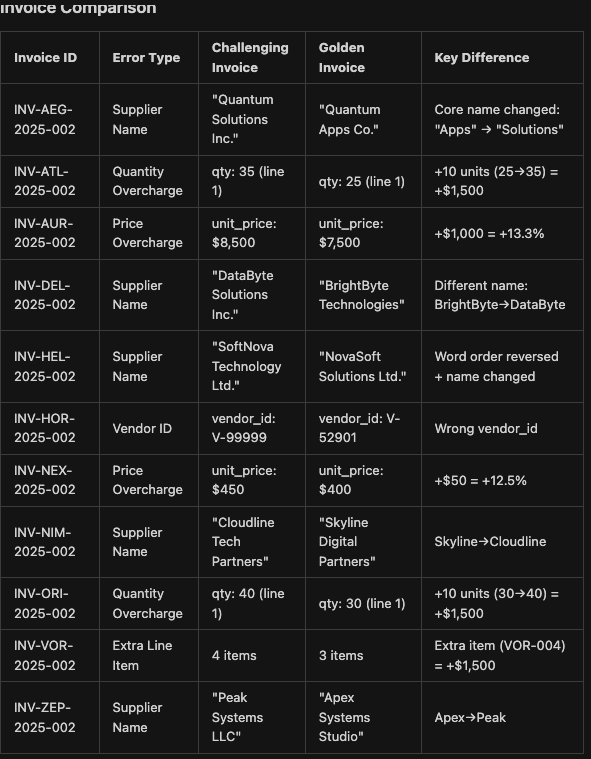 Invoice Comparison
Invoice ID
Error Type
Challenging
Invoice
Golden
Invoice
Key Difference
INV-AEG-
2025-002
Supplier
Name
"Quantum
Solutions
Inc."
"Quantum
Apps Co."
Core name changed:
"Apps" → "Solutions"
INV-ATL-
2025-002
Quantity
Overcharge
qty: 35 (line
1)
qty: 25 (line 1)
+10 units (25→35) =
+$1,500
INV-AUR-
2025-002
Price
Overcharge
unit_price:
$8,500
unit_price:
$7,500
+$1,000 = +13.3%
INV-DEL-
2025-002
Supplier
Name
"DataByte
Solutions
Inc."
"BrightByte
Technologies"
Different name:
BrightByte→DataByte
INV-HEL-
2025-002
Supplier
Name
"SoftNova
Technology
Ltd."
"NovaSoft
Solutions Ltd."
Word order reversed
+ name changed
INV-HOR-
2025-002
Vendor ID
vendor_id:
V-99999
vendor_id: V-
52901
Wrong vendor_id
INV-NEX-
2025-002
Price
Overcharge
unit_price:
$450
unit_price:
$400
+$50 = +12.5%
INV-NIM-
2025-002
Supplier
Name
"Cloudline
Tech
Partners"
"Skyline
Digital
Partners"
Skyline→Cloudline
INV-ORI-
2025-002
Quantity
Overcharge
qty: 40 (line
1)
qty: 30 (line 1)
+10 units (30→40) =
+$1,500
INV-VOR-
2025-002
Extra Line
Item
4 items
3 items
Extra item (VOR-004)
= +$1,500
INV-ZEP-
2025-002
Supplier
Name
"Peak
Systems
LLC"
"Apex
Systems
Studio"
Apex→Peak